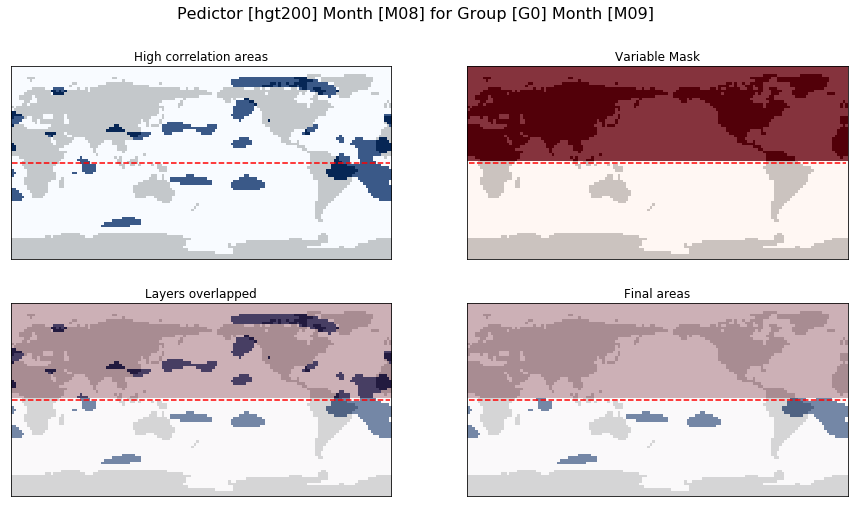 Pedictor [hgt200] Month [M08] for Group [G0] Month [M09]
High correlation areas
Variable Mask
Layers overlapped
Final areas